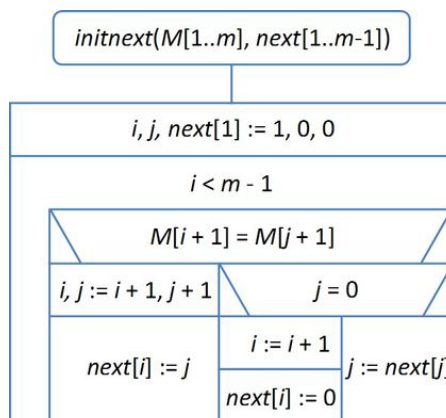 initnext(M[1..m], next[1..m-1])
i, j, next[1] := 1, 0, 0
i < m - 1
M[i + 1] = M[j + 1]
i, j := i + 1, j + 1
j = 0
next[i] := j
i := i + 1
next[i] := 0
j := next[j]